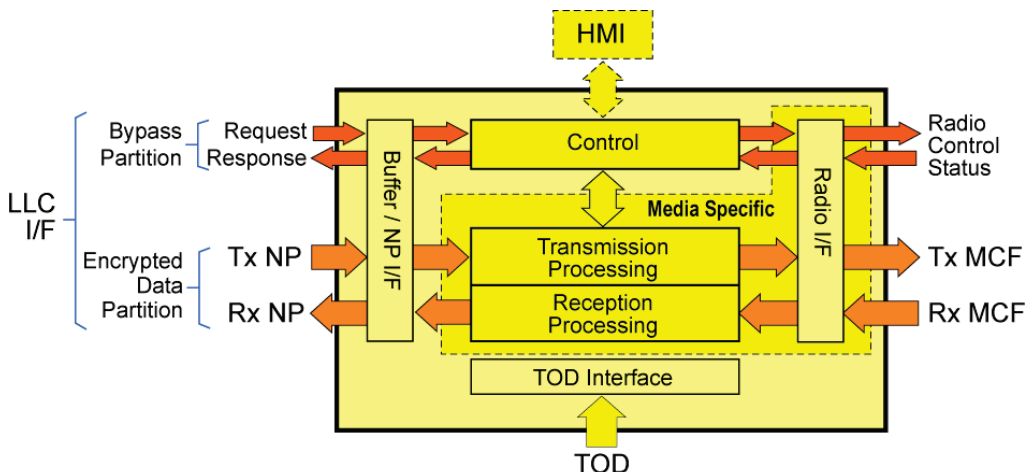 HMI
LLC
I/F
Bypass
Partition
Request
Response
Control
Radio
Control
Status
Buffer / NP I/F
Media Specific
Radio I/F
Encrypted
Data
Partition
Tx NP
Rx NP
Transmission
Processing
Reception
Processing
Tx MCF
Rx MCF
TOD Interface
TOD